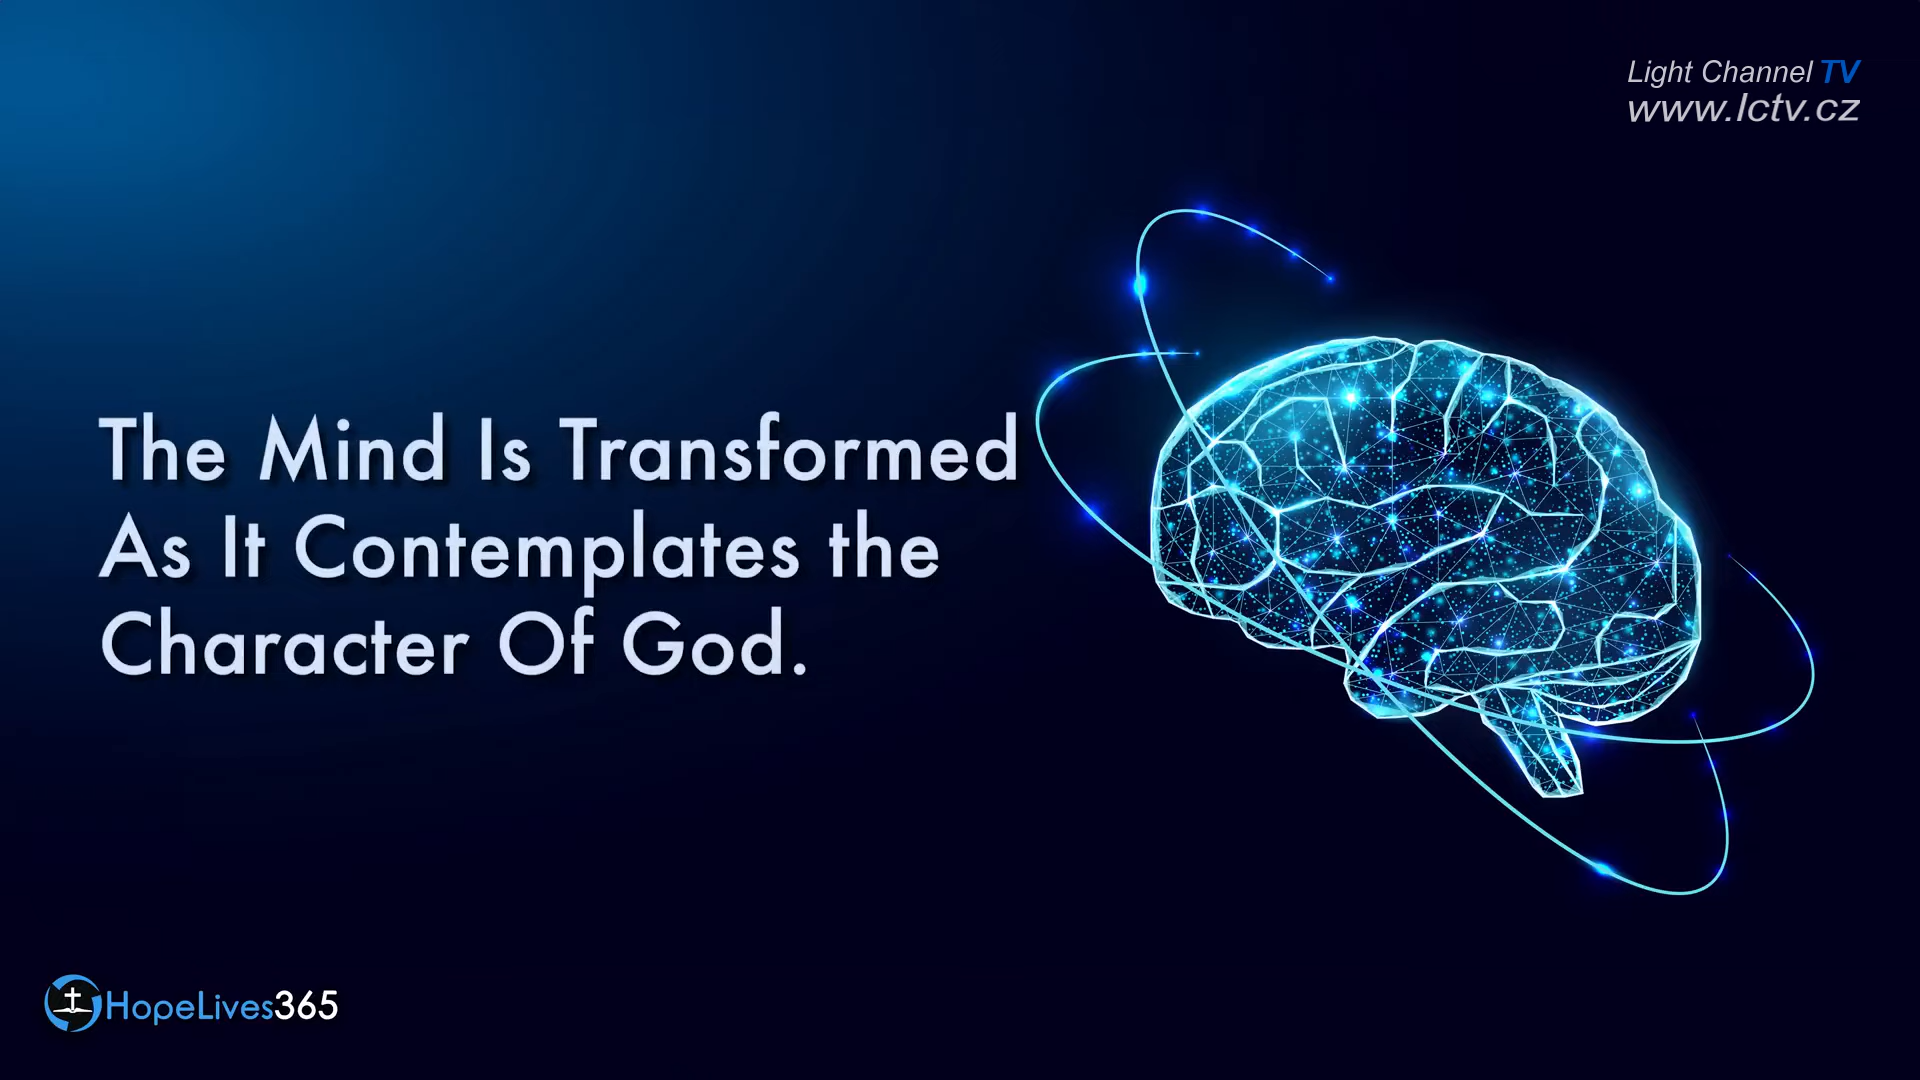 Light Channel TV
www.lctv.cz
The Mind Is Transformed
As It Contemplates the
Character Of God.
HopeLives365